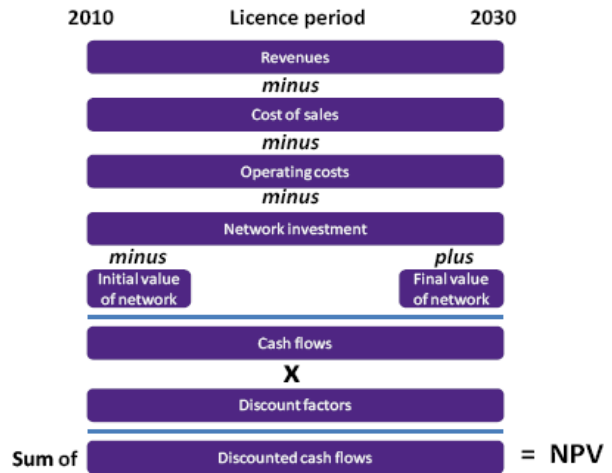 2010 Licence period 2030
Revenues
minus
Cost of sales
minus
Operating costs
minus
Network investment
minus plus
Initial value Final value
of network of network
Cash flows
X
Discount factors
Sum of Discounted cash flows = NPV